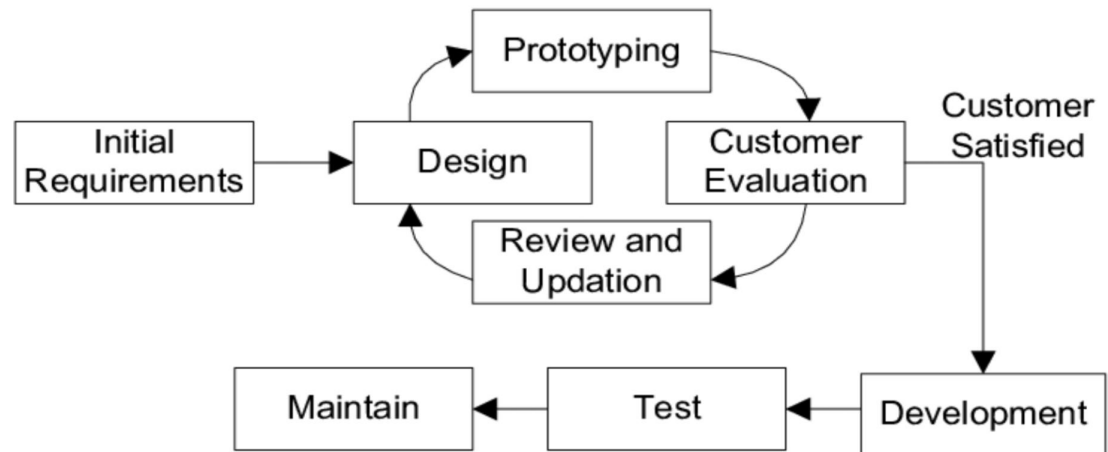 Prototyping
Customer
Satisfied
Initial
Requirements
Design
Customer
Evaluation
Review and
Updation
Maintain
Test
Development